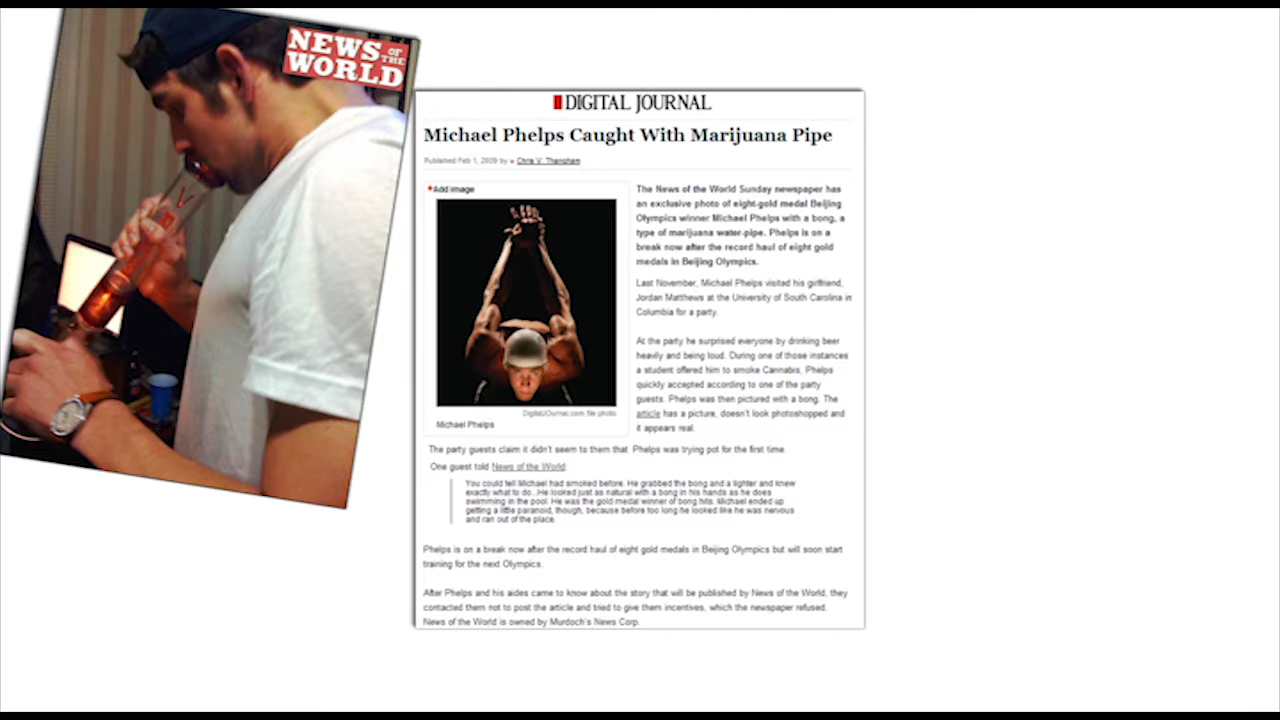 NEWS OF THE
WORLD
DIGITAL JOURNAL
Michael Phelps Caught With Marijuana Pipe
Published Feb 1, 2009 by Chris V. Thangham
Add image
The News of the World Sunday newspaper has
an exclusive photo of eight-gold medal Beijing
Olympics winner Michael Phelps with a bong, a
type of marijuana water-pipe. Phelps is on a
break now after the record haul of eight gold
medals in Beijing Olympics.
Last November, Michael Phelps visited his girlfriend,
Jordan Matthews at the University of South Carolina in
Columbia for a party.
At the party he surprised everyone by drinking beer
heavily and being loud. During one of those instances
a student offered him to smoke Cannabis, Phelps
quickly accepted according to one of the party
guests. Phelps was then pictured with a bong. The
article has a picture, doesn't look photoshopped and
it appears real.
DigitalJournal.com file photo
Michael Phelps
The party guests claim it didn't seem to them that Phelps was trying pot for the first time.
One guest told News of the World:
You could tell Michael had smoked before. He grabbed the bong and a lighter and knew
exactly what to do...He looked just as natural with a bong in his hands as he does
swimming in the pool. He was the gold medal winner of bong hits. Michael ended up
getting a little paranoid, though, because before too long he looked like he was nervous
and ran out of the place.
Phelps is on a break now after the record haul of eight gold medals in Beijing Olympics but will soon start
training for the next Olympics.
After Phelps and his aides came to know about the story that will be published by News of the World, they
contacted them not to post the article and tried to give them incentives, which the newspaper refused.
News of the World is owned by Murdoch's News Corp.